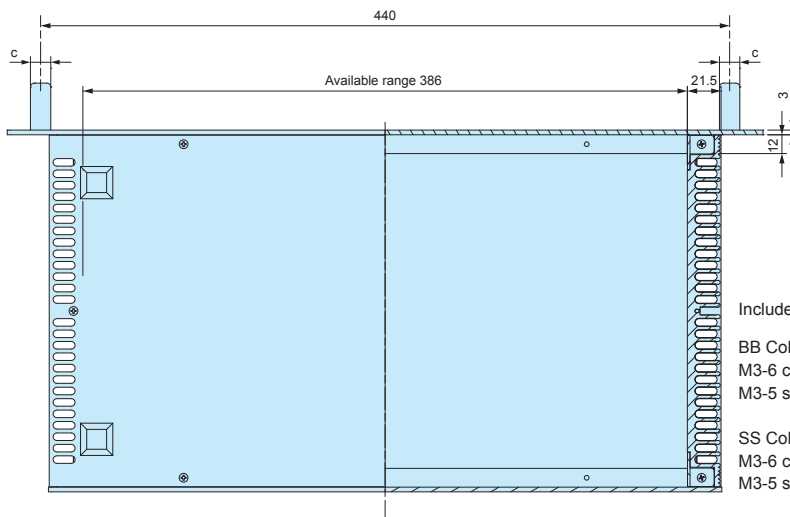 440
c
c
Available range 386
21.5
3
12
Include
BB Col
M3-6 c
M3-5 s
SS Col
M3-6 c
M3-5 s